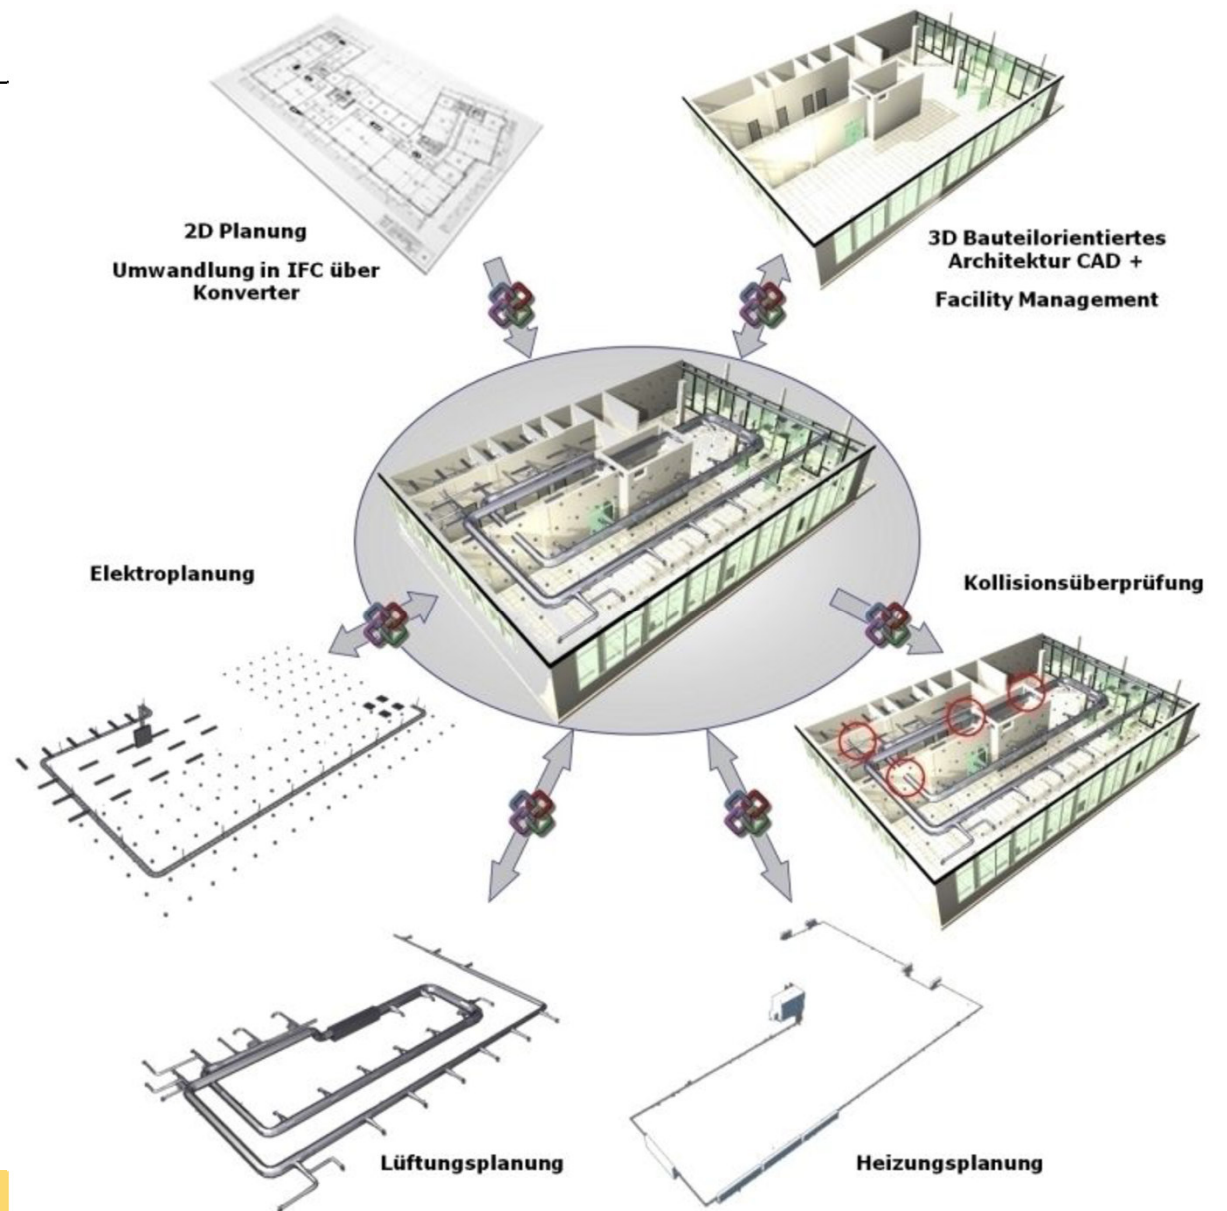 2D Planung
Umwandlung in IFC über
Konverter
3D Bauteilorientiertes
Architektur CAD +
Facility Management
Elektroplanung
Kollisionsüberprüfung
Lüftungsplanung
Heizungsplanung